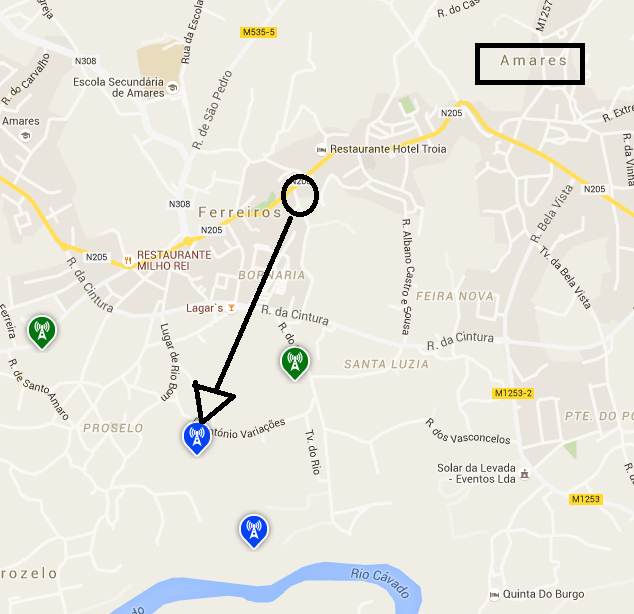 R. do Cas
M1257
Igreja
Rua da Escola
M535-5
N308
R. do Carvalho
Amares
Escola Secundária
de Amares
R. de São Pedro
Amares
N205
R. Extre
R. da Vinha
Restaurante Hotel Troia
N308
Ferreiros
N205
N205
R. Bela Vista
R. Albano Castro e Sousa
Tv. da Bela Vista
N205
RESTAURANTE
MILHO REI
R. da Cintura
BORNARIA
FEIRA NOVA
Ferreira
Lagar's
R. da Cintura
R. do
Lugar de Rio Bom
R. da Cintura
SANTA LUZIA
R. de Santo Amaro
M1253-2
PROSELO
António Variações
Tv. do Rio
R. dos Vasconcelos
PTE. DO PO
Solar da Levada
- Eventos Lda
M1253
rozelo
Rio Cávado
do
Quinta Do Burgo